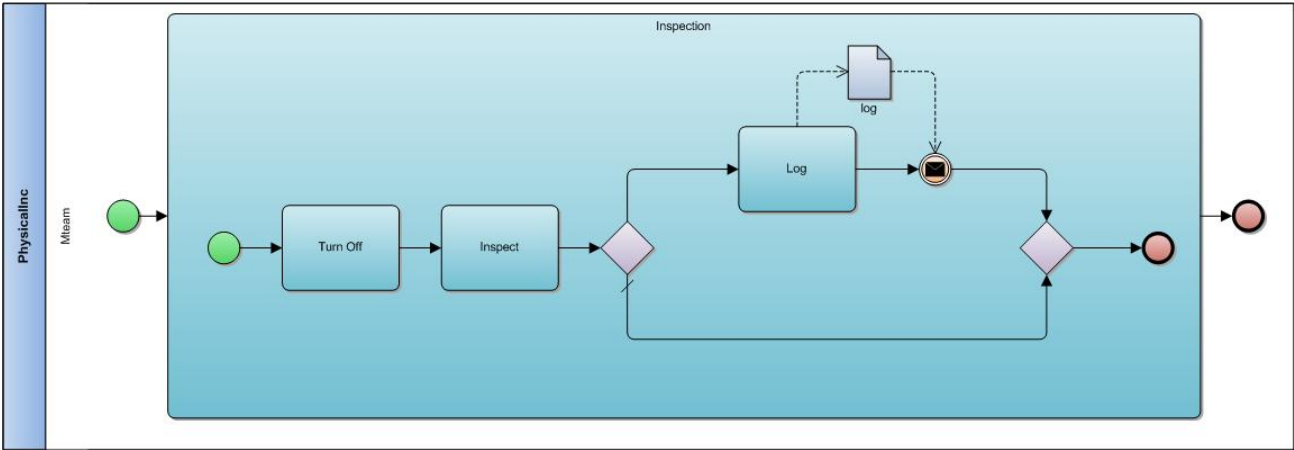 PhysicalInc
Mteam
Inspection
Turn Off
Inspect
Log
log